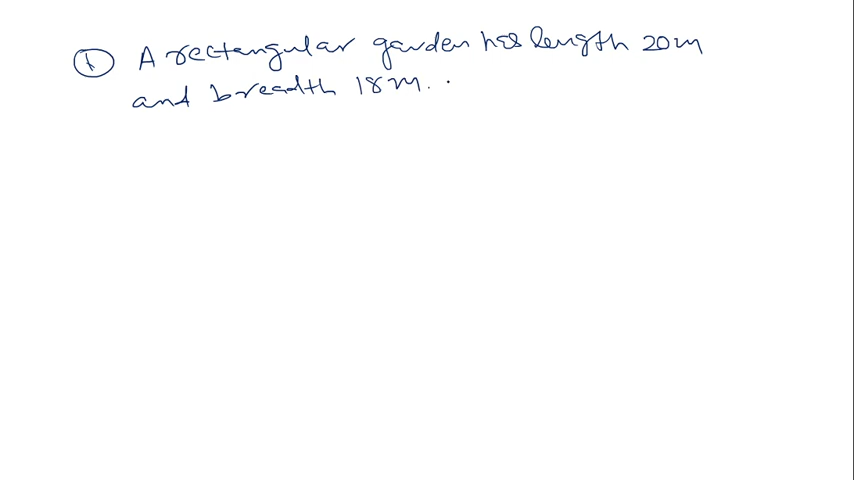 ① A rectangular garden has length 20m
and breadth 18m.